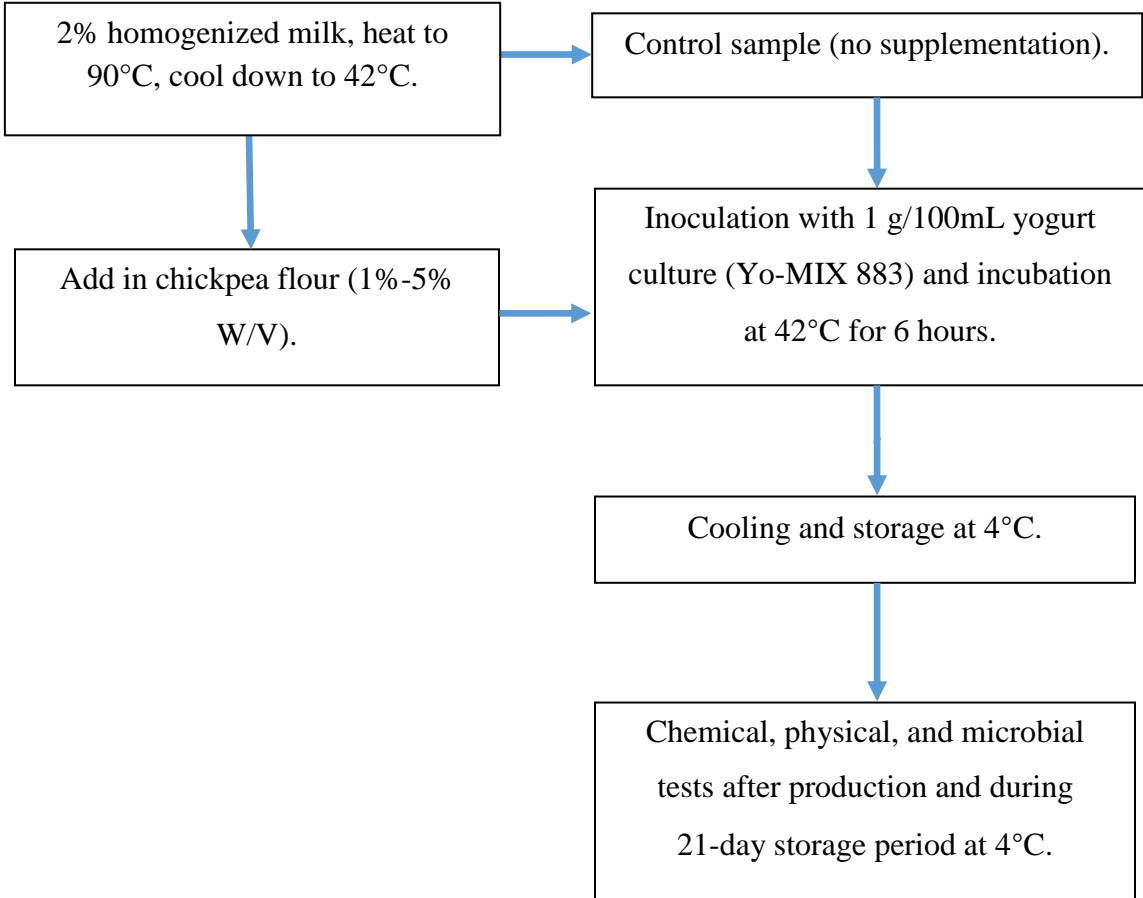 2% homogenized milk, heat to
90°C, cool down to 42°C.
Control sample (no supplementation).
Add in chickpea flour (1%-5%
W/V).
Inoculation with 1 g/100mL yogurt
culture (Yo-MIX 883) and incubation
at 42°C for 6 hours.
Cooling and storage at 4°C.
Chemical, physical, and microbial
tests after production and during
21-day storage period at 4°C.